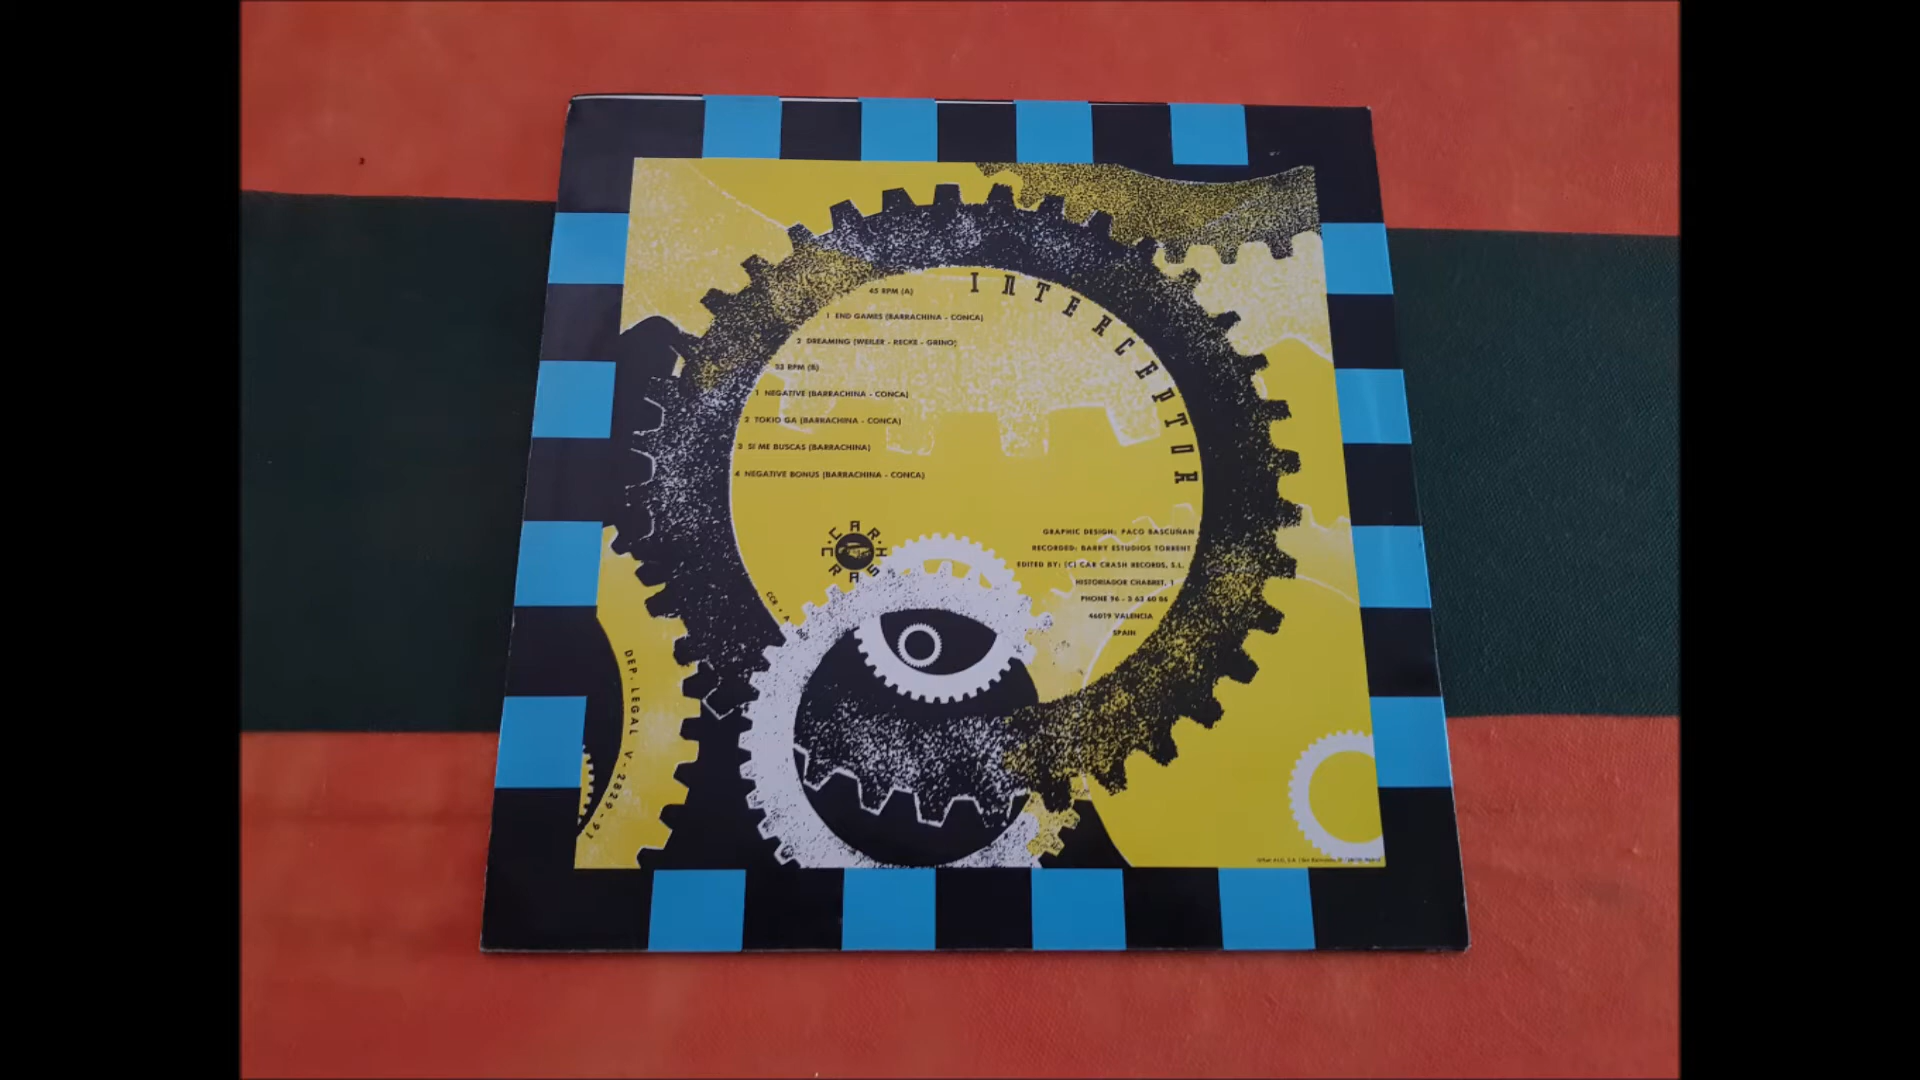 INTERCEPTOR
45 RPM (A)
1 END GAMES (BARRACHINA - CONCA)
2 DREAMING (WEILER - RECKE - GRINO)
33 RPM (B)
1 NEGATIVE (BARRACHINA - CONCA)
2 TOKIO GA (BARRACHINA - CONCA)
3 SI ME BUSCAS (BARRACHINA)
4 NEGATIVE BONUS (BARRACHINA - CONCA)
CAR CRASH
GRAPHIC DESIGN: PACO BASCUÑAN
RECORDED: BARRY ESTUDIOS TORRENT
EDITED BY: (C) CAR CRASH RECORDS, S.L.
HISTORIADOR CHABRET, 1
PHONE 96 - 2 63 60 86
46019 VALENCIA
SPAIN
DEP. LEGAL V-2829-91